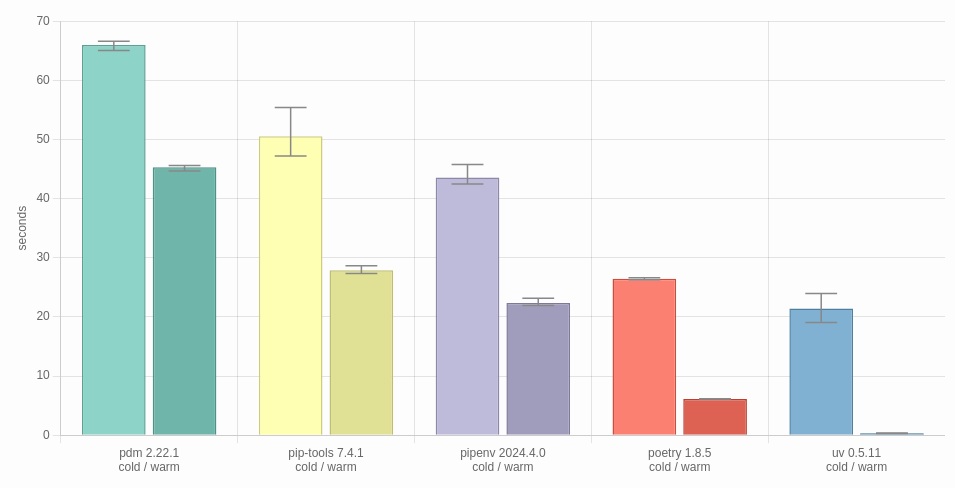 70
60
50
40
30
20
10
0
seconds
pdm 2.22.1
cold / warm
pip-tools 7.4.1
cold / warm
pipenv 2024.4.0
cold / warm
poetry 1.8.5
cold / warm
uv 0.5.11
cold / warm